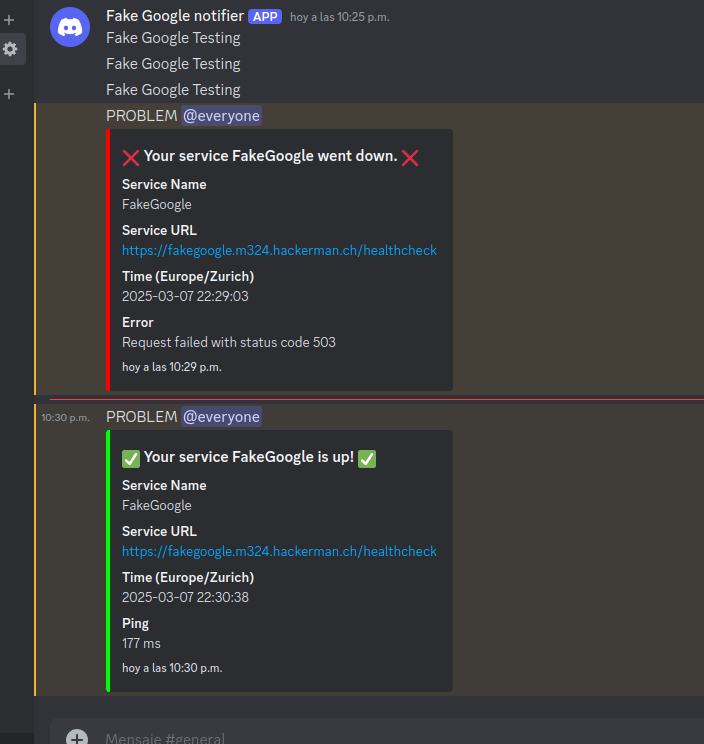 Fake Google notifier APP hoy a las 10:25 p.m.
Fake Google Testing
Fake Google Testing
Fake Google Testing
PROBLEM @everyone
❌ Your service FakeGoogle went down. ❌
Service Name
FakeGoogle
Service URL
https://fakegoogle.m324.hackerman.ch/healthcheck
Time (Europe/Zurich)
2025-03-07 22:29:03
Error
Request failed with status code 503
hoy a las 10:29 p.m.
10:30 p.m. PROBLEM @everyone
✅ Your service FakeGoogle is up! ✅
Service Name
FakeGoogle
Service URL
https://fakegoogle.m324.hackerman.ch/healthcheck
Time (Europe/Zurich)
2025-03-07 22:30:38
Ping
177 ms
hoy a las 10:30 p.m.
Mensaje #general